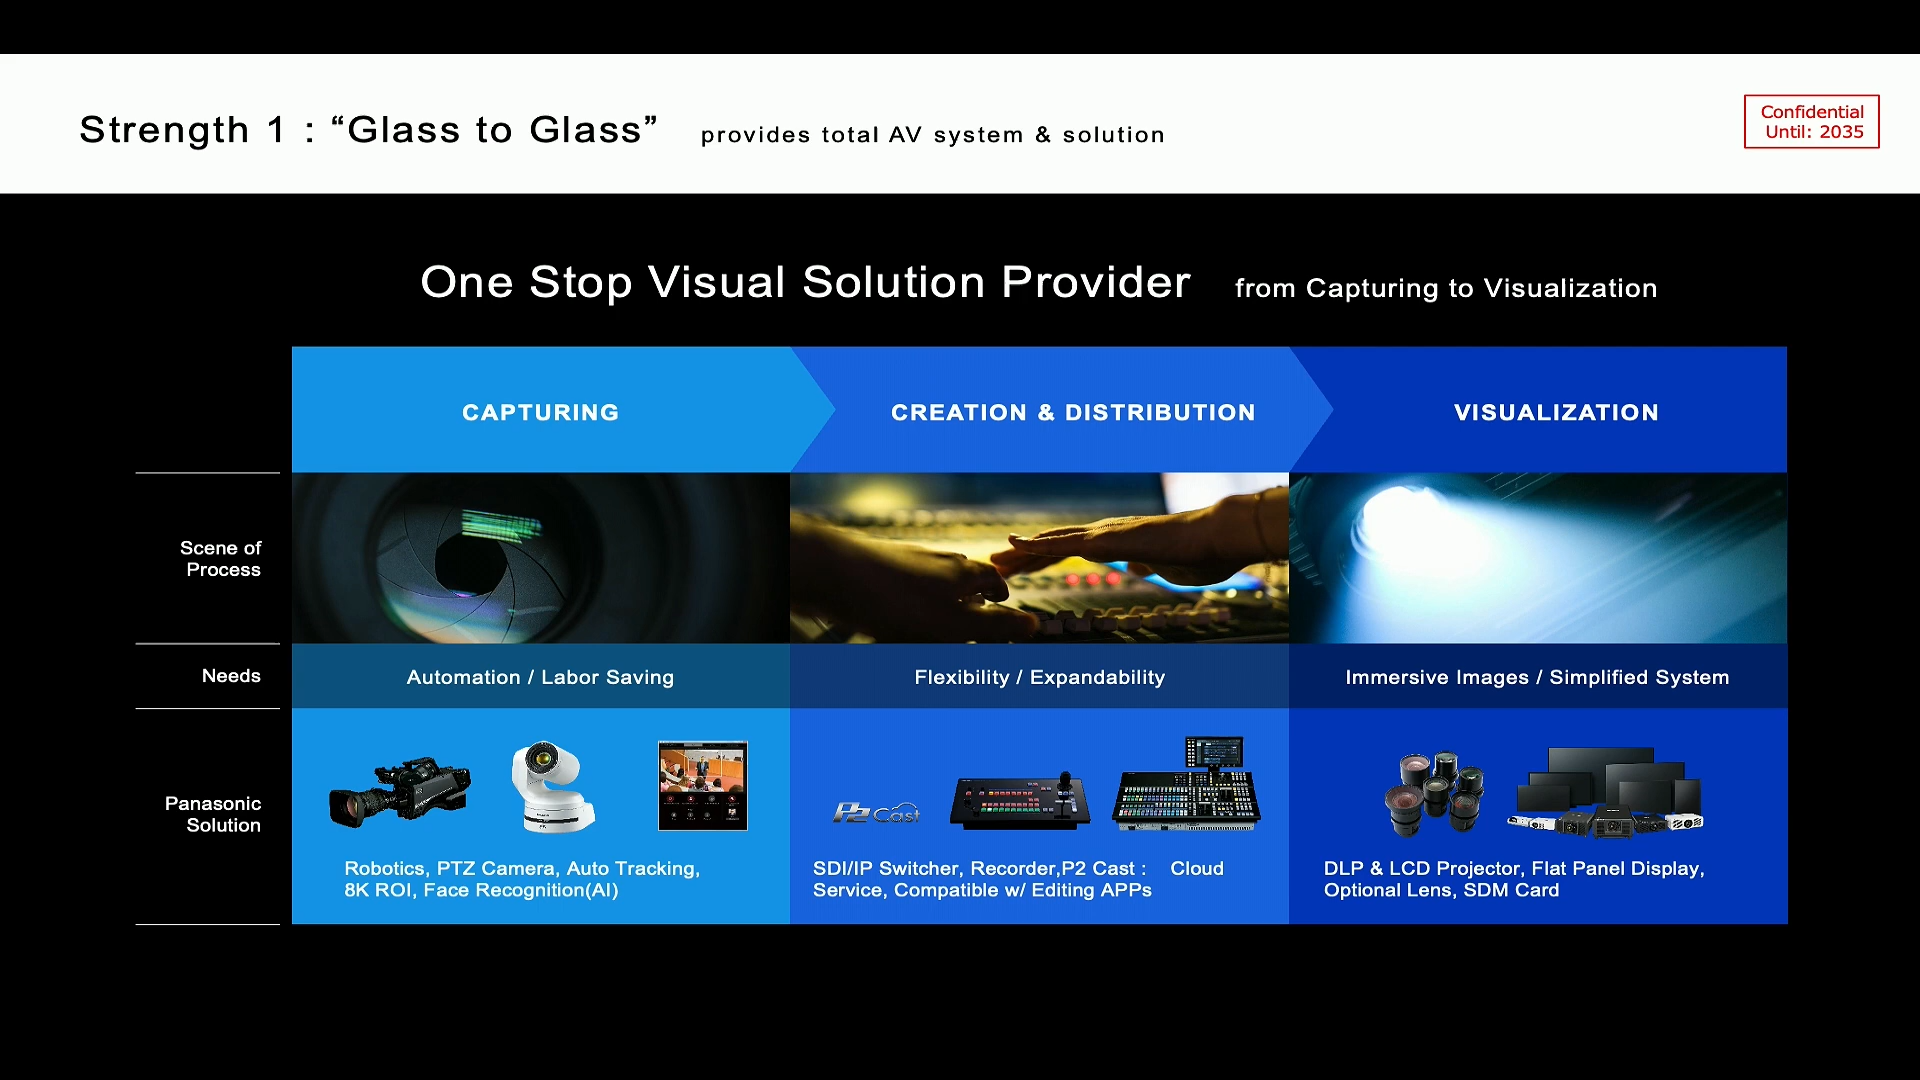 Strength 1 : “Glass to Glass” provides total AV system & solution
Confidential
Until: 2035
One Stop Visual Solution Provider from Capturing to Visualization
CAPTURING
CREATION & DISTRIBUTION
VISUALIZATION
Scene of
Process
Needs
Automation / Labor Saving
Flexibility / Expandability
Immersive Images / Simplified System
Panasonic
Solution
P2 Cast
Robotics, PTZ Camera, Auto Tracking,
8K ROI, Face Recognition(AI)
SDI/IP Switcher, Recorder,P2 Cast : Cloud
Service, Compatible w/ Editing APPs
DLP & LCD Projector, Flat Panel Display,
Optional Lens, SDM Card